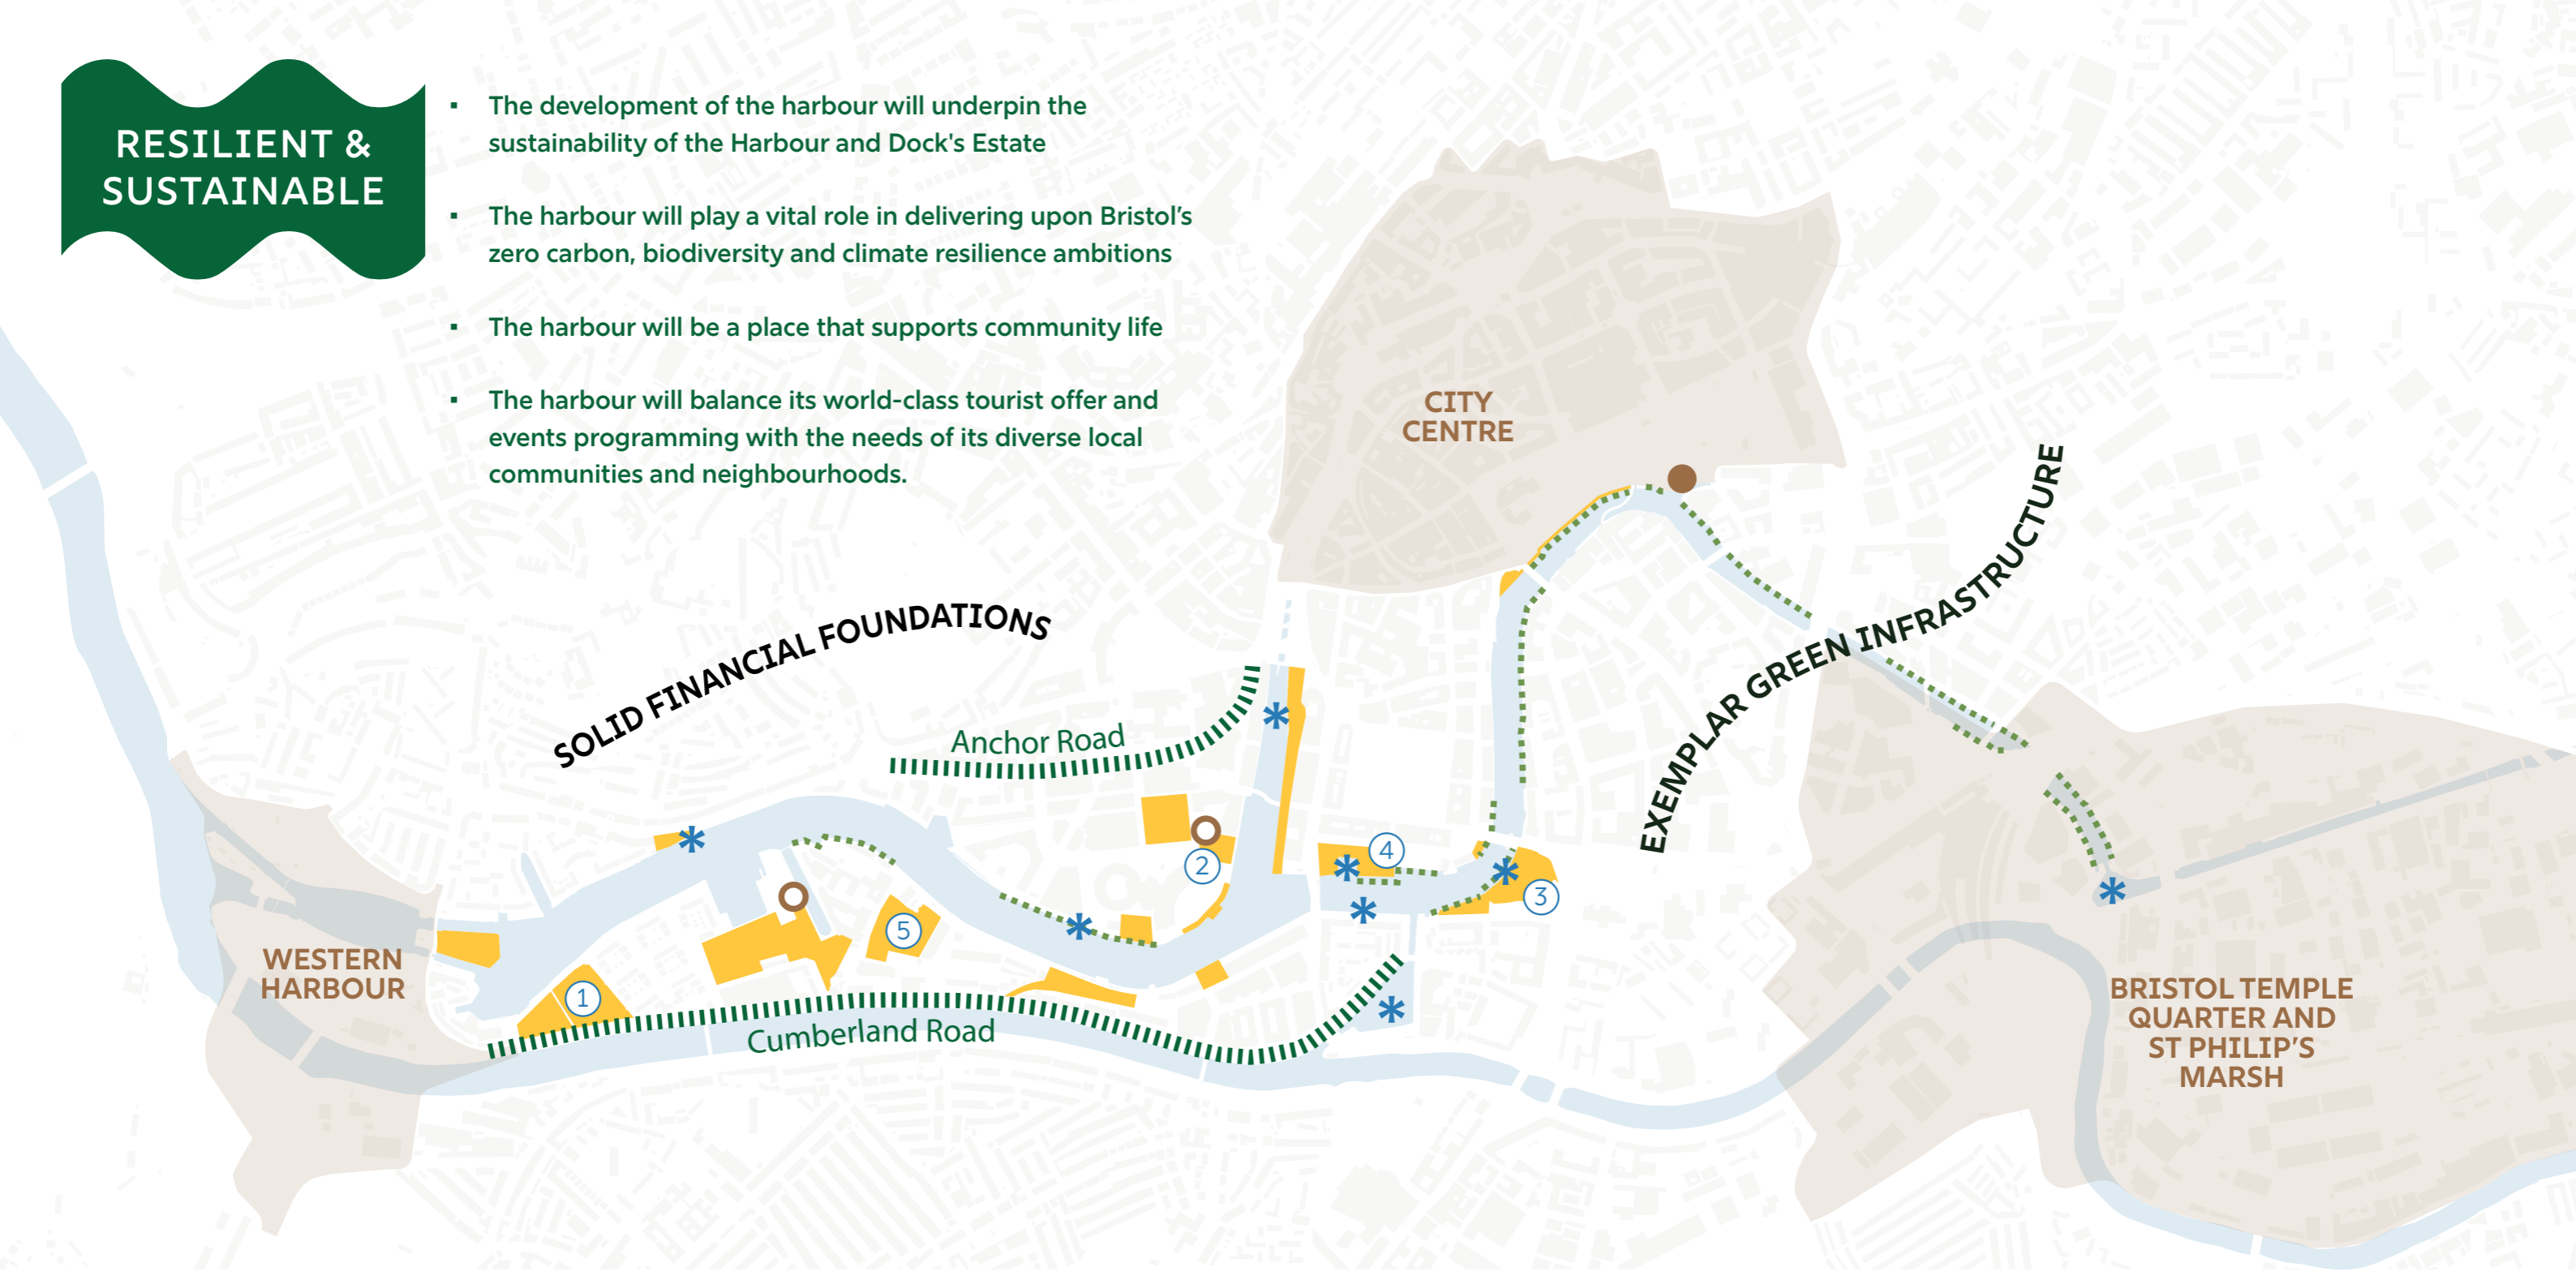 RESILIENT &
SUSTAINABLE
▪ The development of the harbour will underpin the
sustainability of the Harbour and Dock's Estate
▪ The harbour will play a vital role in delivering upon Bristol’s
zero carbon, biodiversity and climate resilience ambitions
▪ The harbour will be a place that supports community life
▪ The harbour will balance its world-class tourist offer and
events programming with the needs of its diverse local
communities and neighbourhoods.
CITY
CENTRE
SOLID FINANCIAL FOUNDATIONS
EXEMPLAR GREEN INFRASTRUCTURE
Anchor Road
2
4
3
5
1
WESTERN
HARBOUR
Cumberland Road
BRISTOL TEMPLE
QUARTER AND
ST PHILIP’S
MARSH